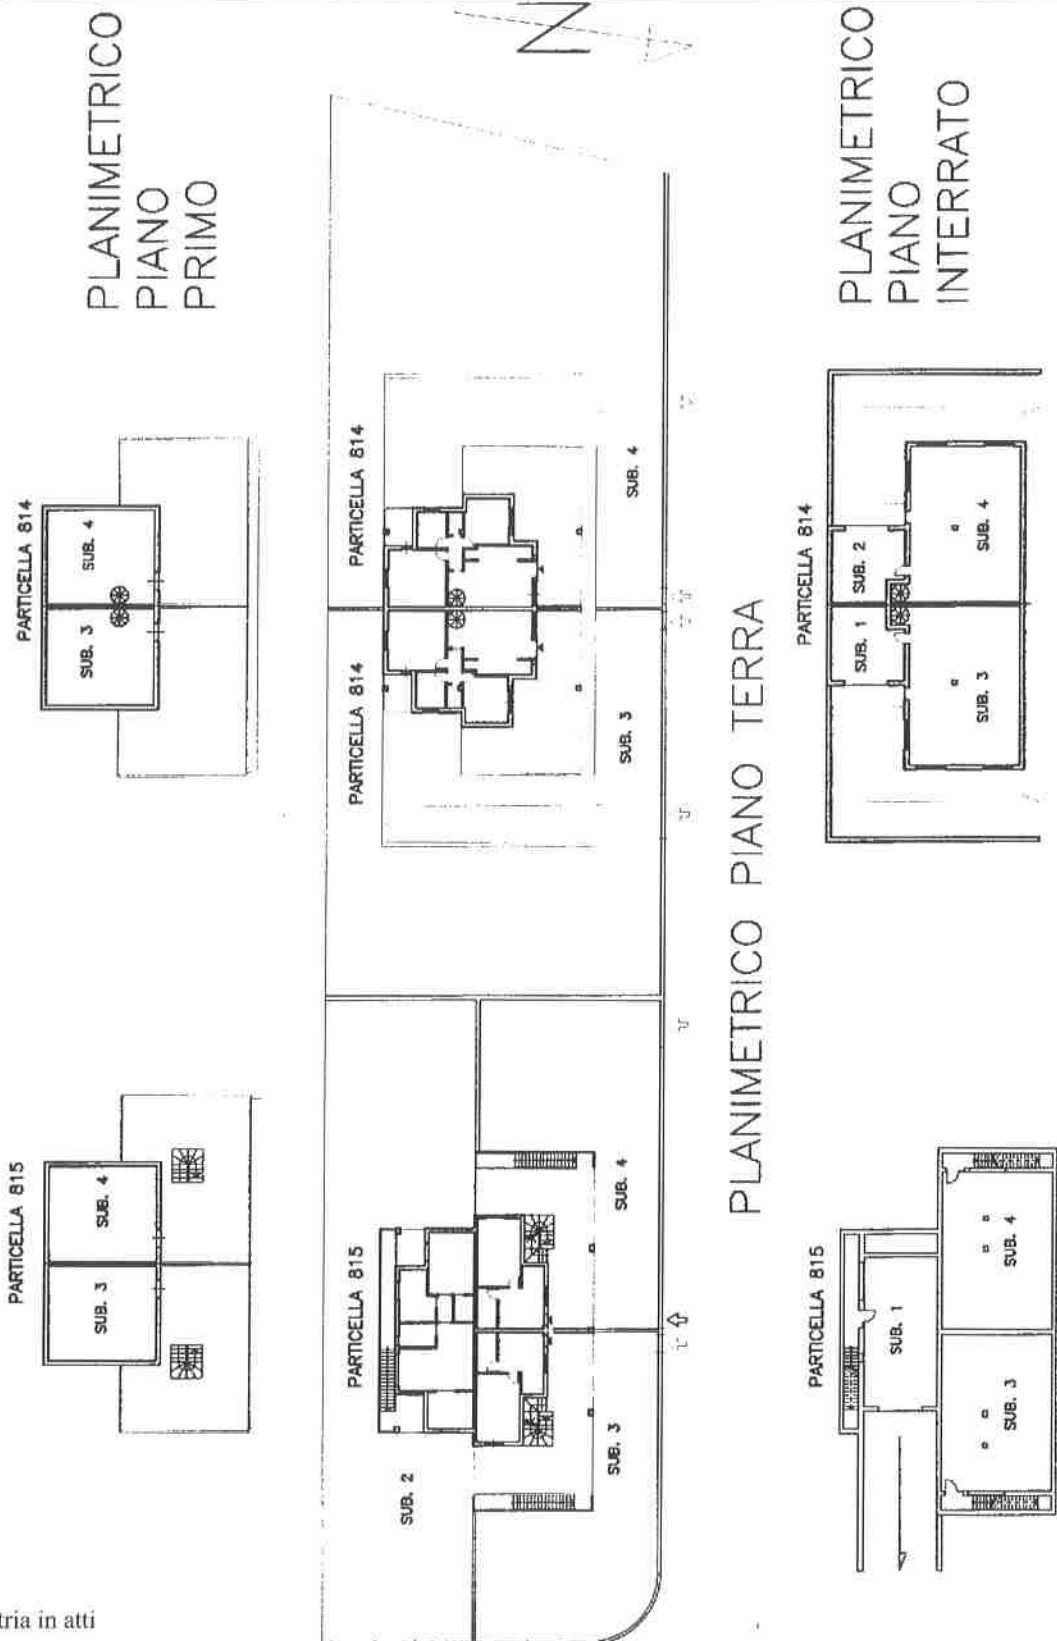 PLANIMETRICO
PIANO
PRIMO
PARTICELLA 815
SUB. 3
SUB. 4
PARTICELLA 814
SUB. 3
SUB. 4
N
PARTICELLA 815
SUB. 2
SUB. 3
SUB. 4
PARTICELLA 814
PARTICELLA 814
SUB. 3
SUB. 4
PLANIMETRICO PIANO TERRA
PLANIMETRICO
PIANO
INTERRATO
PARTICELLA 815
SUB. 1
SUB. 3
SUB. 4
PARTICELLA 814
SUB. 1
SUB. 2
SUB. 3
SUB. 4
tria in atti